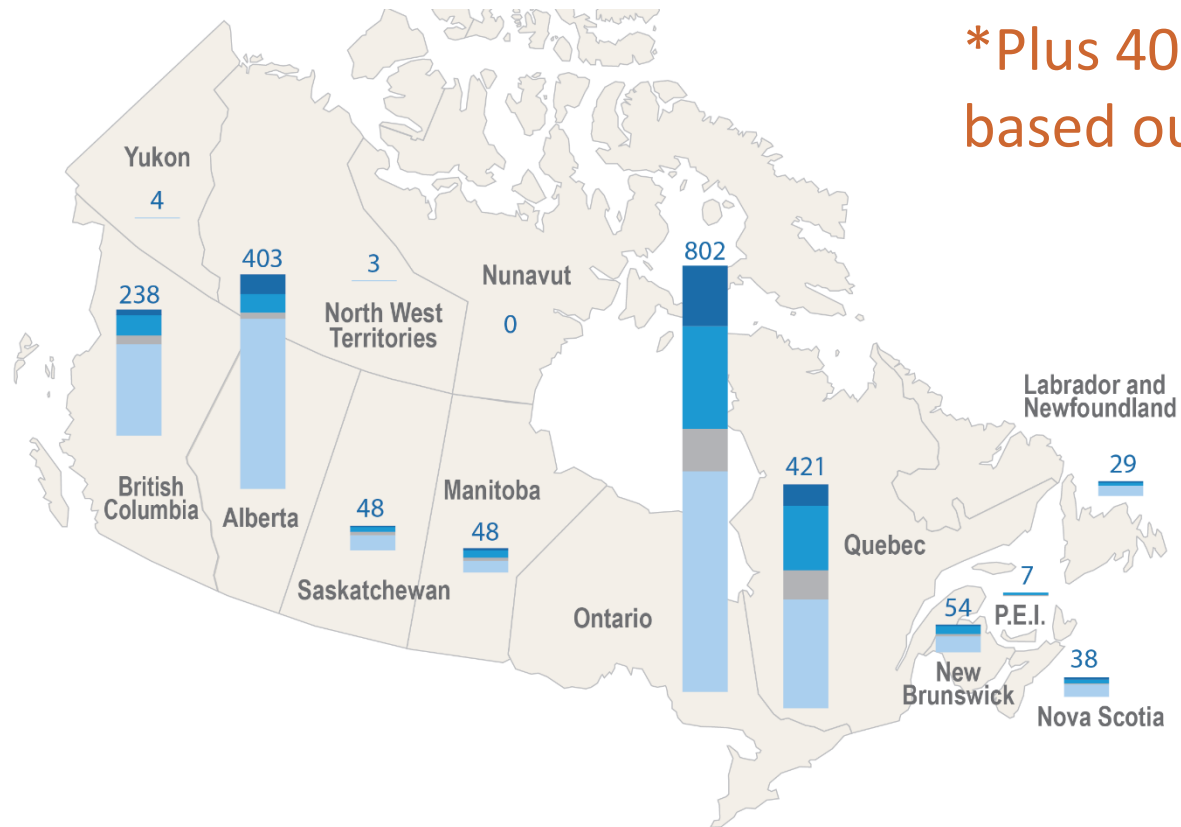 *Plus 40
based
Yukon
4
403
3
802
Nunavut
238
North West
Territories
0
Labrador and
Newfoundland
421
29
British
Columbia
Alberta
48
Manitoba
48
Quebec
Saskatchewan
7
Ontario
54
P.E.I.
38
New
Brunswick
Nova Scotia